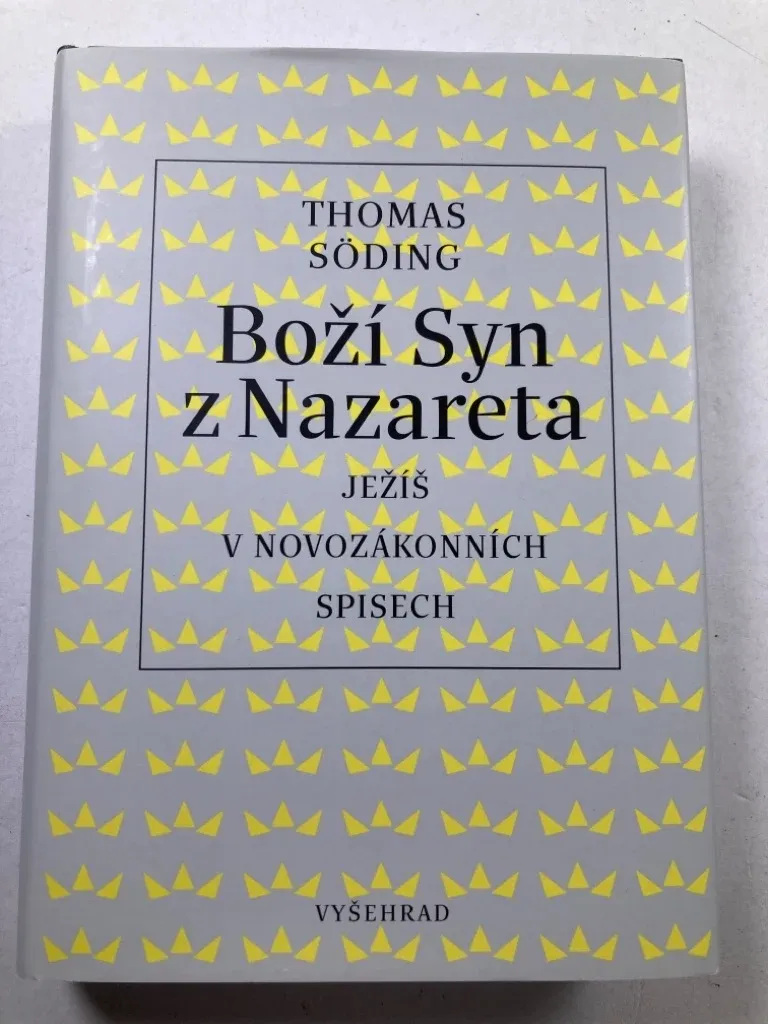 THOMAS
SÖDING
Boží Syn
z Nazareta
JEŽÍŠ
V NOVOZÁKONNÍCH
SPISECH
VYŠEHRAD